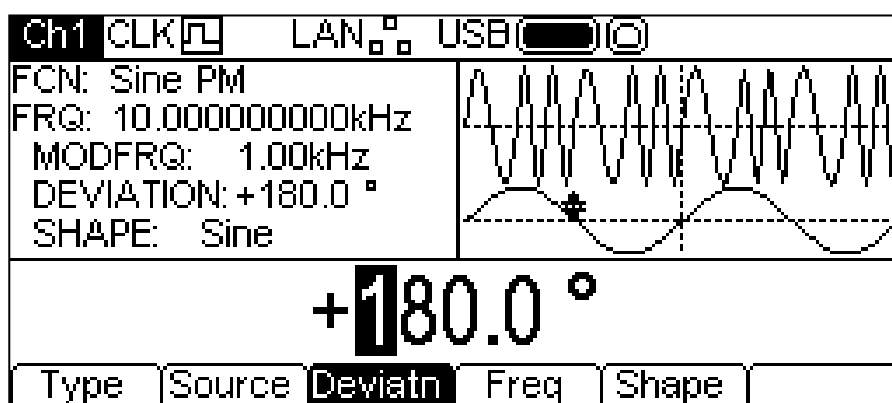 Ch1 CLK LAN USB
FCN: Sine PM
FRQ: 10.000000000kHz
MODFRQ: 1.00kHz
DEVIATION: +180.0 °
SHAPE: Sine
+180.0 °
Type Source Deviatn Freq Shape